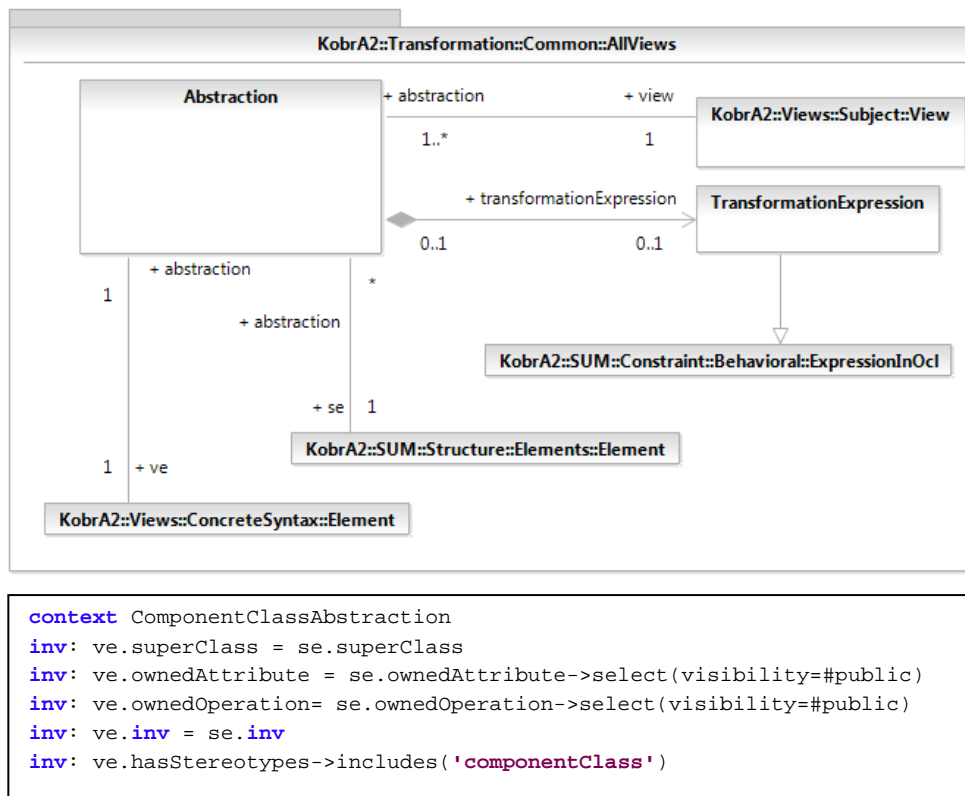 KobrA2::Transformation::Common::AllViews
Abstraction
+ abstraction
+ view
KobrA2::Views::Subject::View
1..*
1
+ transformationExpression
TransformationExpression
0..1
0..1
+ abstraction
1
*
+ abstraction
KobrA2::SUM::Constraint::Behavioral::ExpressionInOcl
+ se
1
KobrA2::SUM::Structure::Elements::Element
1
+ ve
KobrA2::Views::ConcreteSyntax::Element
context ComponentClassAbstraction
inv: ve.superClass = se.superClass
inv: ve.ownedAttribute = se.ownedAttribute->select(visibility=#public)
inv: ve.ownedOperation= se.ownedOperation->select(visibility=#public)
inv: ve.inv = se.inv
inv: ve.hasStereotypes->includes('componentClass')